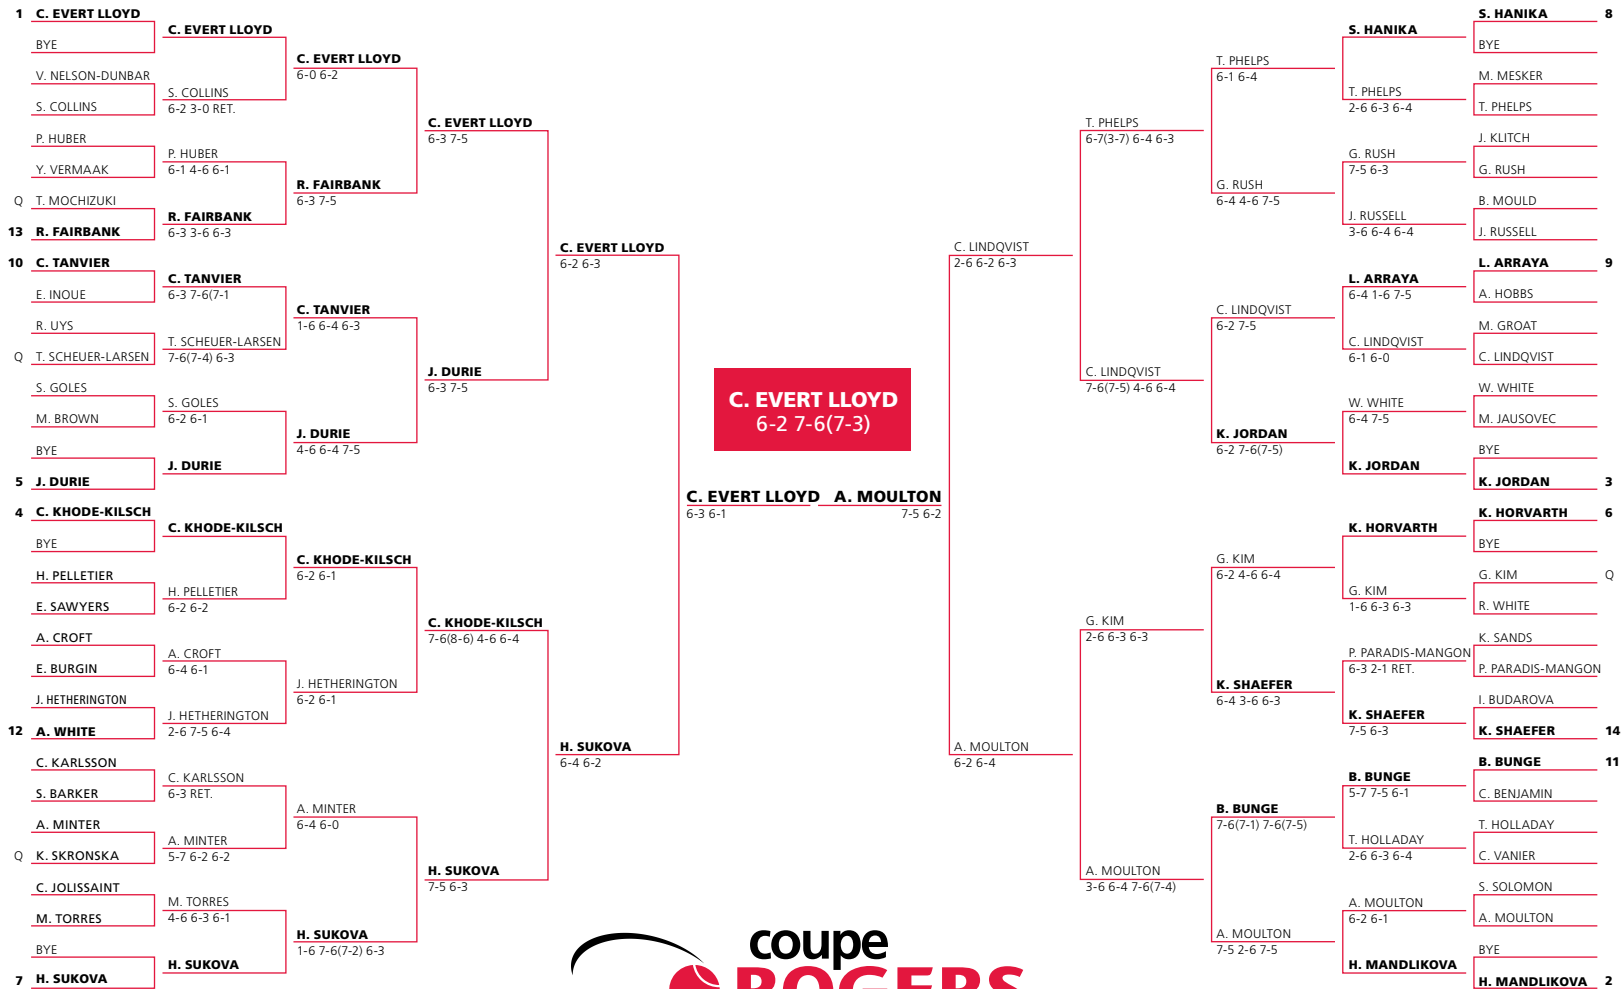 1 C. EVERT LLOYD
BYE
V. NELSON-DUNBAR
S. COLLINS
P. HUBER
Y. VERMAAK
Q T. MOCHIZUKI
13 R. FAIRBANK
10 C. TANVIER
E. INOUE
R. UYS
Q T. SCHEUER-LARSEN
S. GOLES
M. BROWN
BYE
5 J. DURIE
4 C. KHODE-KILSCH
BYE
H. PELLETIER
E. SAWYERS
A. CROFT
E. BURGIN
J. HETHERINGTON
12 A. WHITE
C. KARLSSON
S. BARKER
A. MINTER
Q K. SKRONSKA
C. JOLISSAINT
M. TORRES
BYE
7 H. SUKOVA
C. EVERT LLOYD
S. COLLINS
6-2 3-0 RET.
P. HUBER
6-1 4-6 6-1
R. FAIRBANK
6-3 3-6 6-3
C. TANVIER
6-3 7-6(7-1
T. SCHEUER-LARSEN
7-6(7-4) 6-3
S. GOLES
6-2 6-1
J. DURIE
C. KHODE-KILSCH
H. PELLETIER
6-2 6-2
A. CROFT
6-4 6-1
J. HETHERINGTON
2-6 7-5 6-4
C. KARLSSON
6-3 RET.
A. MINTER
5-7 6-2 6-2
M. TORRES
4-6 6-3 6-1
H. SUKOVA
C. EVERT LLOYD
6-0 6-2
R. FAIRBANK
6-3 7-5
C. TANVIER
1-6 6-4 6-3
J. DURIE
4-6 6-4 7-5
C. KHODE-KILSCH
6-2 6-1
J. HETHERINGTON
6-2 6-1
A. MINTER
6-4 6-0
H. SUKOVA
1-6 7-6(7-2) 6-3
C. EVERT LLOYD
6-3 7-5
J. DURIE
6-3 7-5
C. KHODE-KILSCH
7-6(8-6) 4-6 6-4
H. SUKOVA
7-5 6-3
C. EVERT LLOYD
6-2 6-3
H. SUKOVA
6-4 6-2
C. EVERT LLOYD
6-3 6-1
C. EVERT LLOYD
6-2 7-6(7-3)
A. MOULTON
7-5 6-2
C. LINDQVIST
2-6 6-2 6-3
A. MOULTON
6-2 6-4
T. PHELPS
6-7(3-7) 6-4 6-3
C. LINDQVIST
7-6(7-5) 4-6 6-4
G. KIM
2-6 6-3 6-3
A. MOULTON
3-6 6-4 7-6(7-4)
T. PHELPS
6-1 6-4
G. RUSH
6-4 4-6 7-5
C. LINDQVIST
6-2 7-5
K. JORDAN
6-2 7-6(7-5)
G. KIM
6-2 4-6 6-4
K. SHAEFER
6-4 3-6 6-3
B. BUNGE
7-6(7-1) 7-6(7-5)
A. MOULTON
7-5 2-6 7-5
S. HANIKA
T. PHELPS
2-6 6-3 6-4
G. RUSH
7-5 6-3
J. RUSSELL
3-6 6-4 6-4
L. ARRAYA
6-4 1-6 7-5
C. LINDQVIST
6-1 6-0
W. WHITE
6-4 7-5
K. JORDAN
K. HORVARTH
G. KIM
1-6 6-3 6-3
P. PARADIS-MANGON
6-3 2-1 RET.
K. SHAEFER
7-5 6-3
B. BUNGE
5-7 7-5 6-1
T. HOLLADAY
2-6 6-3 6-4
A. MOULTON
6-2 6-1
H. MANDLIKOVA
S. HANIKA 8
BYE
M. MESKER
T. PHELPS
J. KLITCH
G. RUSH
B. MOULD
J. RUSSELL
L. ARRAYA 9
A. HOBBS
M. GROAT
C. LINDQVIST
W. WHITE
M. JAUSOVEC
BYE
K. JORDAN 3
K. HORVARTH 6
BYE
G. KIM Q
R. WHITE
K. SANDS
P. PARADIS-MANGON
I. BUDAROVA
K. SHAEFER 14
B. BUNGE 11
C. BENJAMIN
T. HOLLADAY
C. VANIER
S. SOLOMON
A. MOULTON
BYE
H. MANDLIKOVA 2
coupe
ROGERS